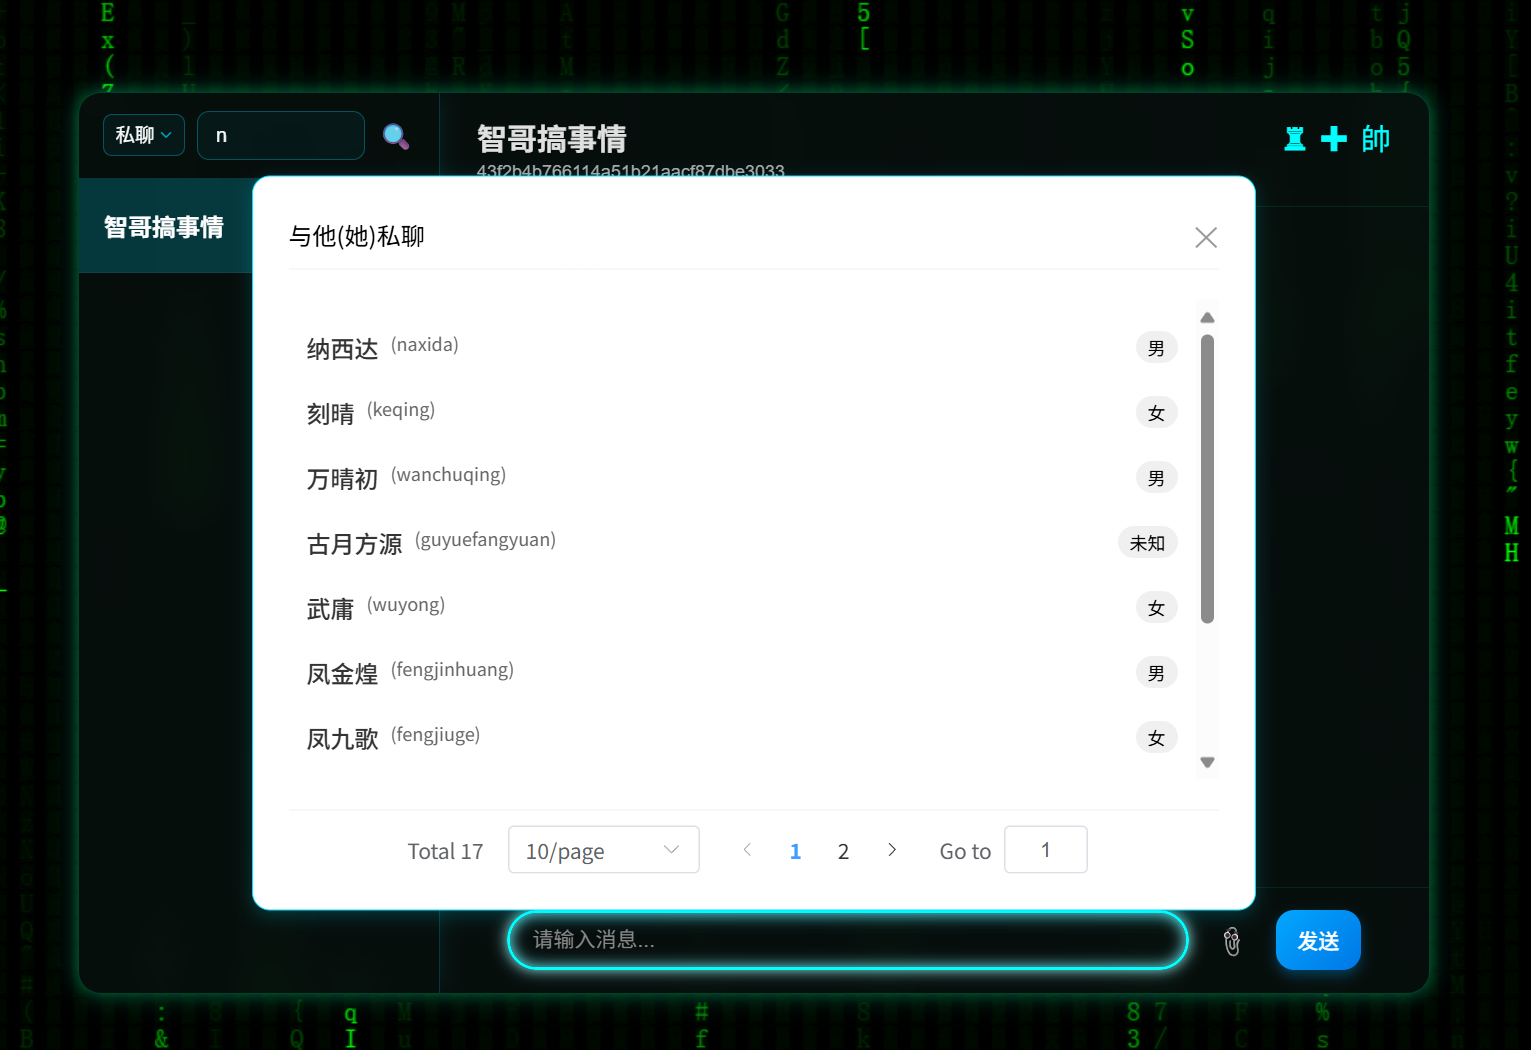 私聊
n
智哥搞事情
43f2b4b766114a51b21aacf87dbe3033
帥
智哥搞事情
与他(她)私聊
纳西达 (naxida) 男
刻晴 (keqing) 女
万晴初 (wanchuqing) 男
古月方源 (guyuefangyuan) 未知
武庸 (wuyong) 女
凤金煌 (fengjinhuang) 男
凤九歌 (fengjiuge) 女
Total 17 10/page 1 2 Go to 1
请输入消息... 发送